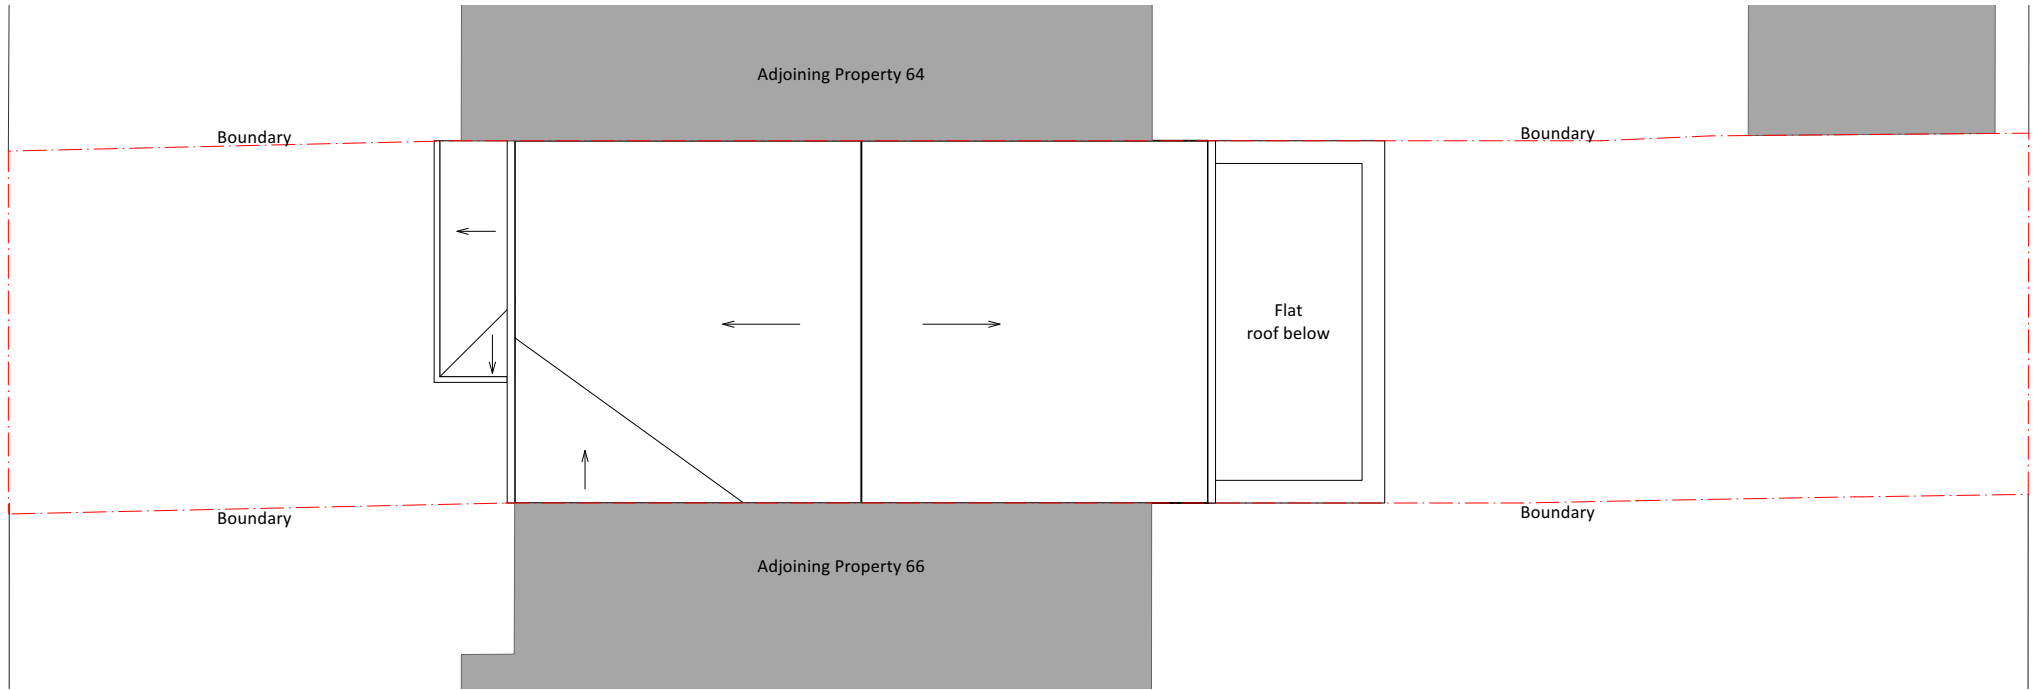 Adjoining Property 64
Boundary
Boundary
Flat
roof below
Boundary
Boundary
Adjoining Property 66